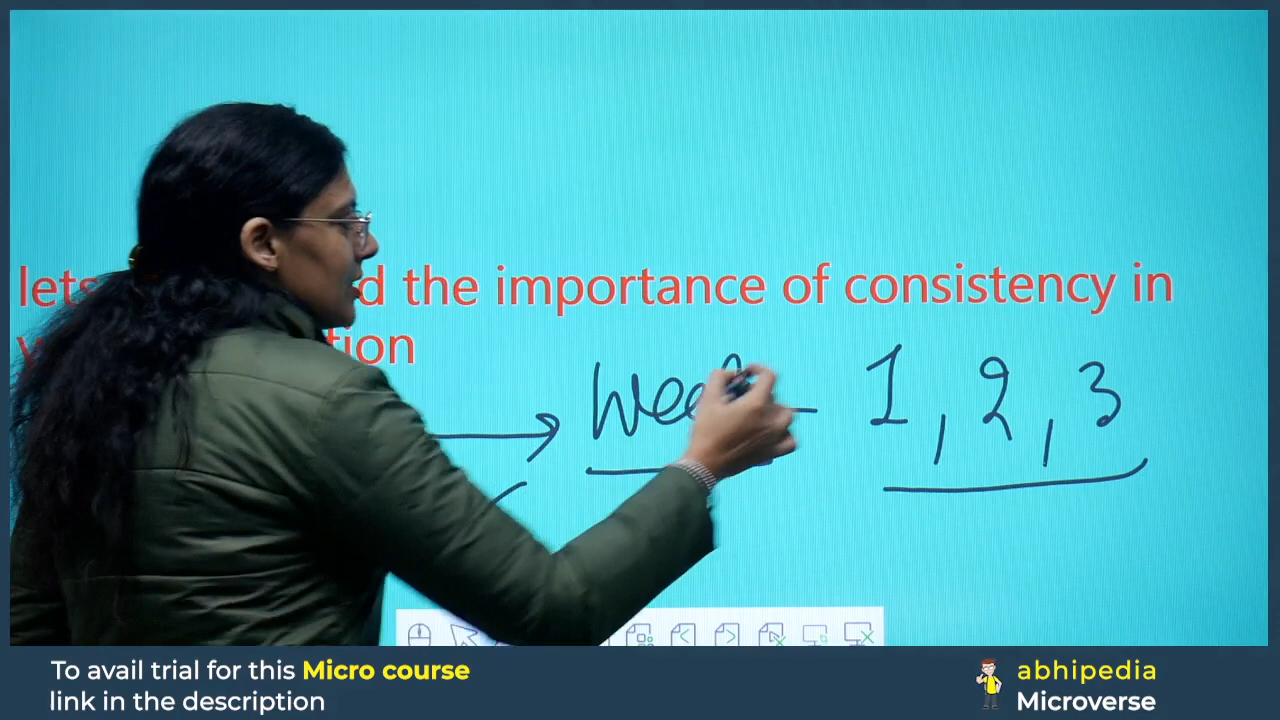 lets d the importance of consistency in
tion
1, 2, 3
To avail trial for this Micro course
link in the description
abhipedia
Microverse